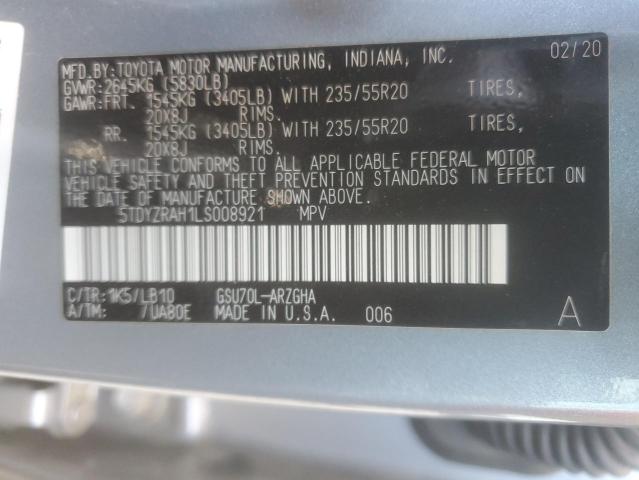 MFD.BY:TOYOTA MOTOR MANUFACTURING, INDIANA, INC. 02/20
GVWR:2645KG (5830LB)
GAWR:FRT. 1545KG (3405LB) WITH 235/55R20 TIRES,
20X8J RIMS.
RR. 1545KG (3405LB) WITH 235/55R20 TIRES,
20X8J RIMS.
THIS VEHICLE CONFORMS TO ALL APPLICABLE FEDERAL MOTOR
VEHICLE SAFETY AND THEFT PREVENTION STANDARDS IN EFFECT ON
THE DATE OF MANUFACTURE SHOWN ABOVE.
5TDYZRAH1LS008921 MPV
C/TR:1K5/LB10 GSU70L-ARZGHA
A/TM: 7/UA80E MADE IN U.S.A. 006 A